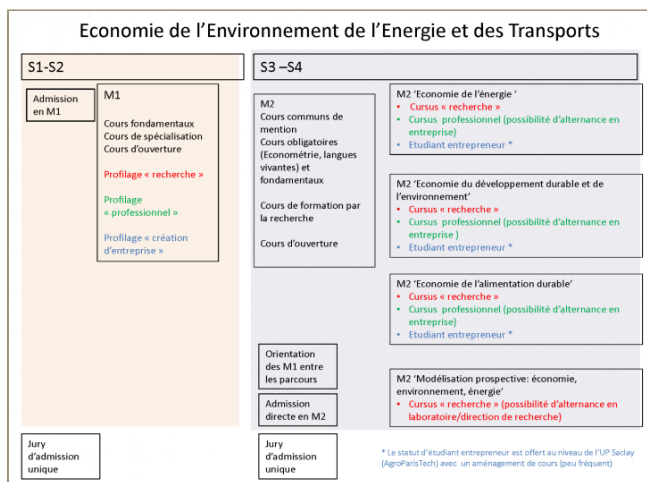 Economie de l'Environnement de l'Energie et des Transports
S1-S2
Admission
en M1
M1
Cours fondamentaux
Cours de spécialisation
Cours d'ouverture
Profilage « recherche »
Profilage
« professionnel »
Profilage « création
d'entreprise »
Jury
d'admission
unique
S3 –S4
M2
Cours communs de
mention
Cours obligatoires
(Econométrie, langues
vivantes) et
fondamentaux
Cours de formation par
la recherche
Cours d'ouverture
Orientation
des M1 entre
les parcours
Admission
directe en M2
Jury
d'admission
unique
M2 'Economie de l'énergie '
• Cursus « recherche »
• Cursus professionnel (possibilité d'alternance en
entreprise)
• Etudiant entrepreneur *
M2 'Economie du développement durable et de
l'environnement'
• Cursus « recherche »
• Cursus professionnel (possibilité d'alternance en
entreprise )
• Etudiant entrepreneur *
M2 'Economie de l'alimentation durable'
• Cursus « recherche »
• Cursus professionnel (possibilité d'alternance en
entreprise)
• Etudiant entrepreneur *
M2 'Modélisation prospective: économie,
environnement, énergie'
• Cursus « recherche » (possibilité d'alternance en
laboratoire/direction de recherche)
* Le statut d'étudiant entrepreneur est offert au niveau de l'UP Saclay
(AgroParisTech) avec un aménagement de cours (peu fréquent)